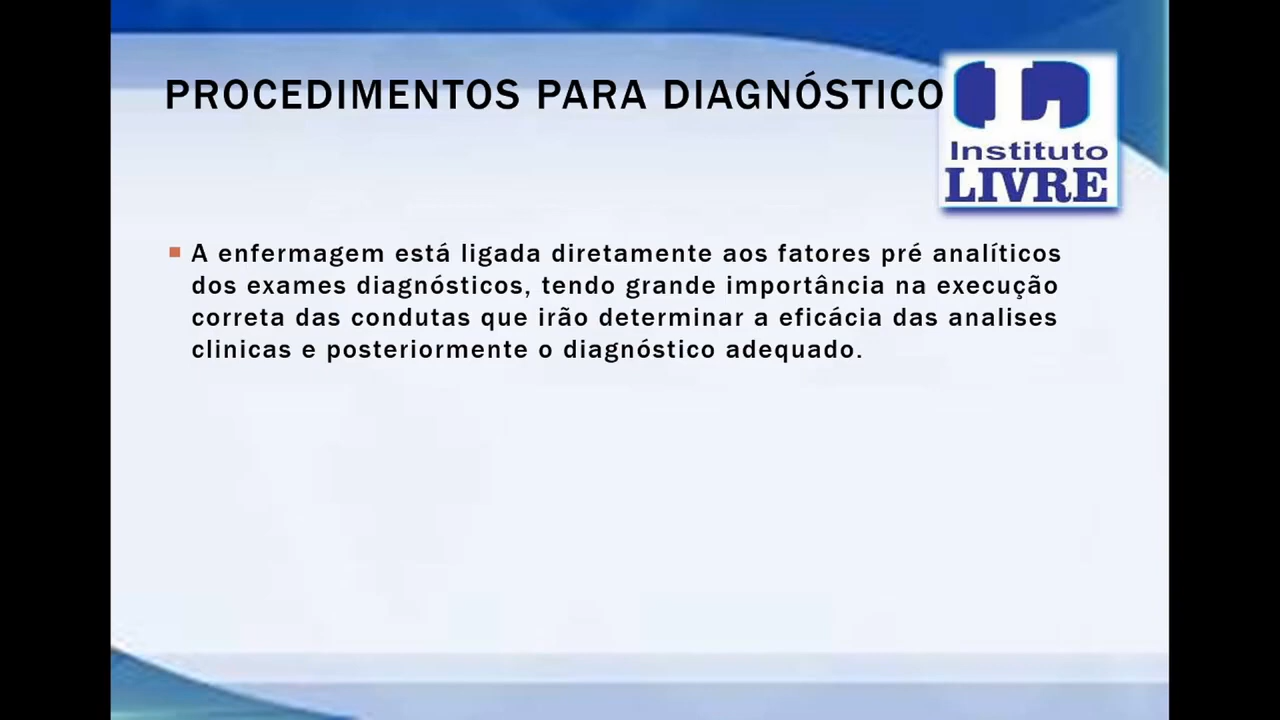 PROCEDIMENTOS PARA DIAGNÓSTICO
Instituto
LIVRE
A enfermagem está ligada diretamente aos fatores pré analíticos
dos exames diagnósticos, tendo grande importância na execução
correta das condutas que irão determinar a eficácia das analises
clinicas e posteriormente o diagnóstico adequado.